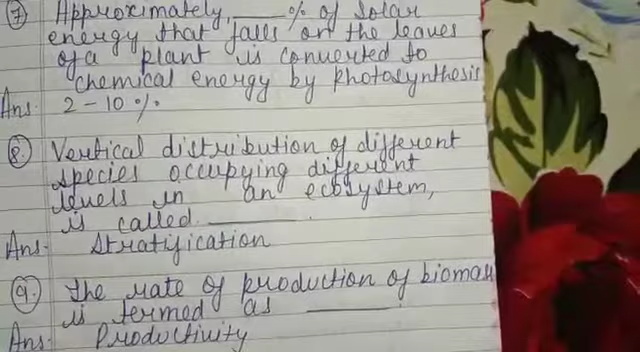 (7) Approximately, ____ % of solar
energy that falls on the leaves
of a plant is converted to
chemical energy by photosynthesis
Ans. 2-10 %.
(8.) Vertical distribution of different
species occupying different
levels in an ecosystem,
is called. ____ .
Ans- Stratification
(9.) The rate of production of biomass
is termed as ____ .
Ans. Productivity